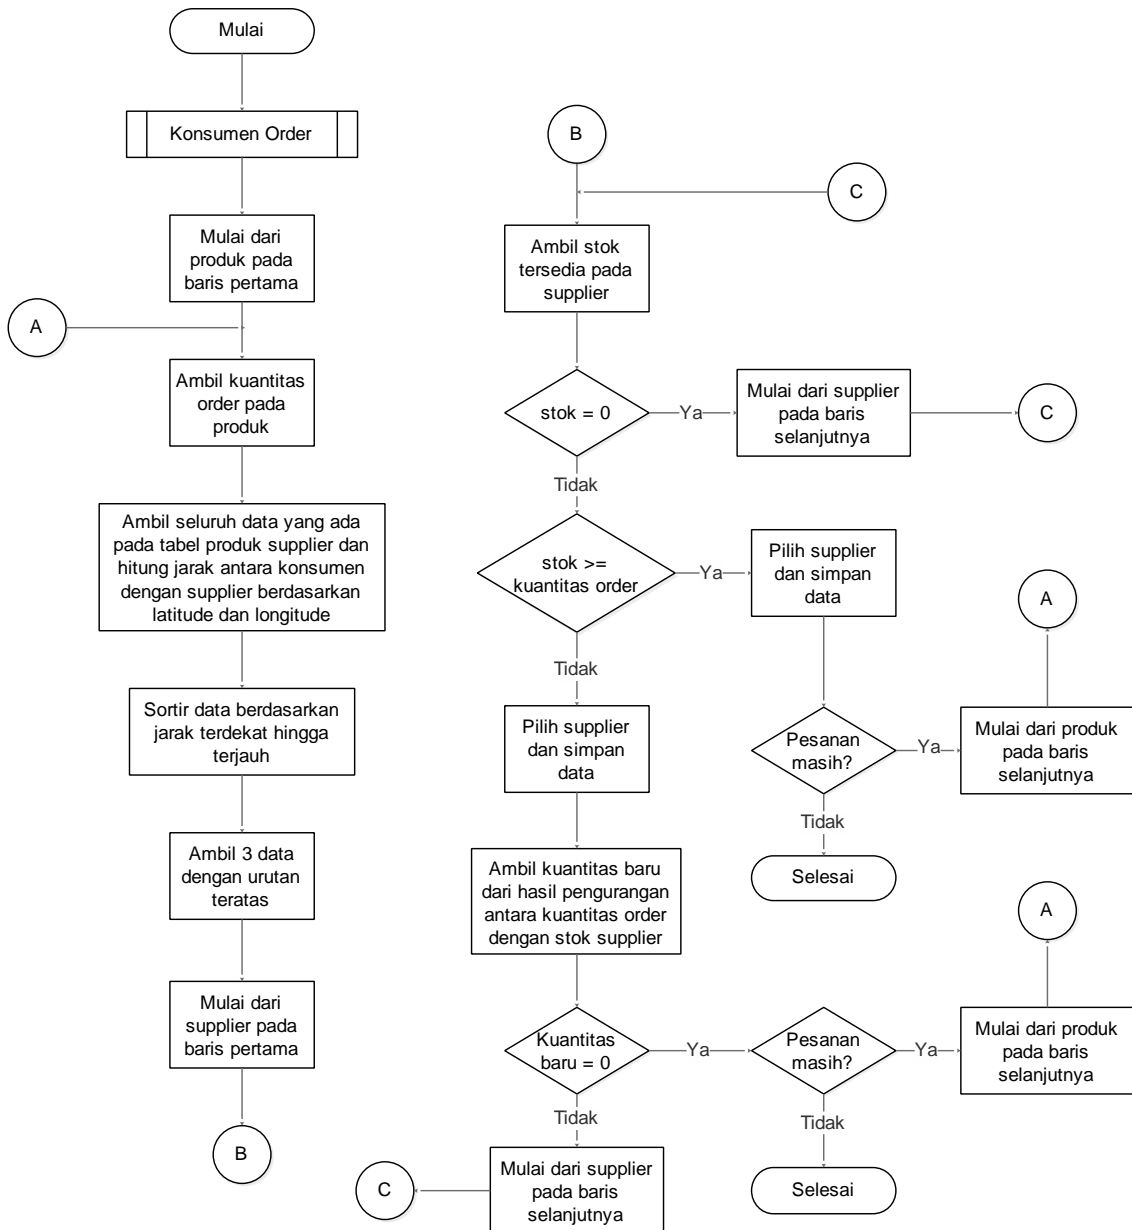 Mulai
Konsumen Order
Mulai dari
produk pada
baris pertama
A
Ambil kuantitas
order pada
produk
Ambil seluruh data yang ada
pada tabel produk supplier dan
hitung jarak antara konsumen
dengan supplier berdasarkan
latitude dan longitude
Sortir data berdasarkan
jarak terdekat hingga
terjauh
Ambil 3 data
dengan urutan
teratas
Mulai dari
supplier pada
baris pertama
B
B
C
Ambil stok
tersedia pada
supplier
stok = 0
Ya
Mulai dari supplier
pada baris
selanjutnya
C
Tidak
stok >=
kuantitas order
Ya
Pilih supplier
dan simpan
data
A
Tidak
Pilih supplier
dan simpan
data
Pesanan
masih?
Ya
Mulai dari produk
pada baris
selanjutnya
Tidak
Selesai
Ambil kuantitas baru
dari hasil pengurangan
antara kuantitas order
dengan stok supplier
A
Kuantitas
baru = 0
Ya
Pesanan
masih?
Ya
Mulai dari produk
pada baris
selanjutnya
Tidak
Tidak
C
Mulai dari supplier
pada baris
selanjutnya
Selesai